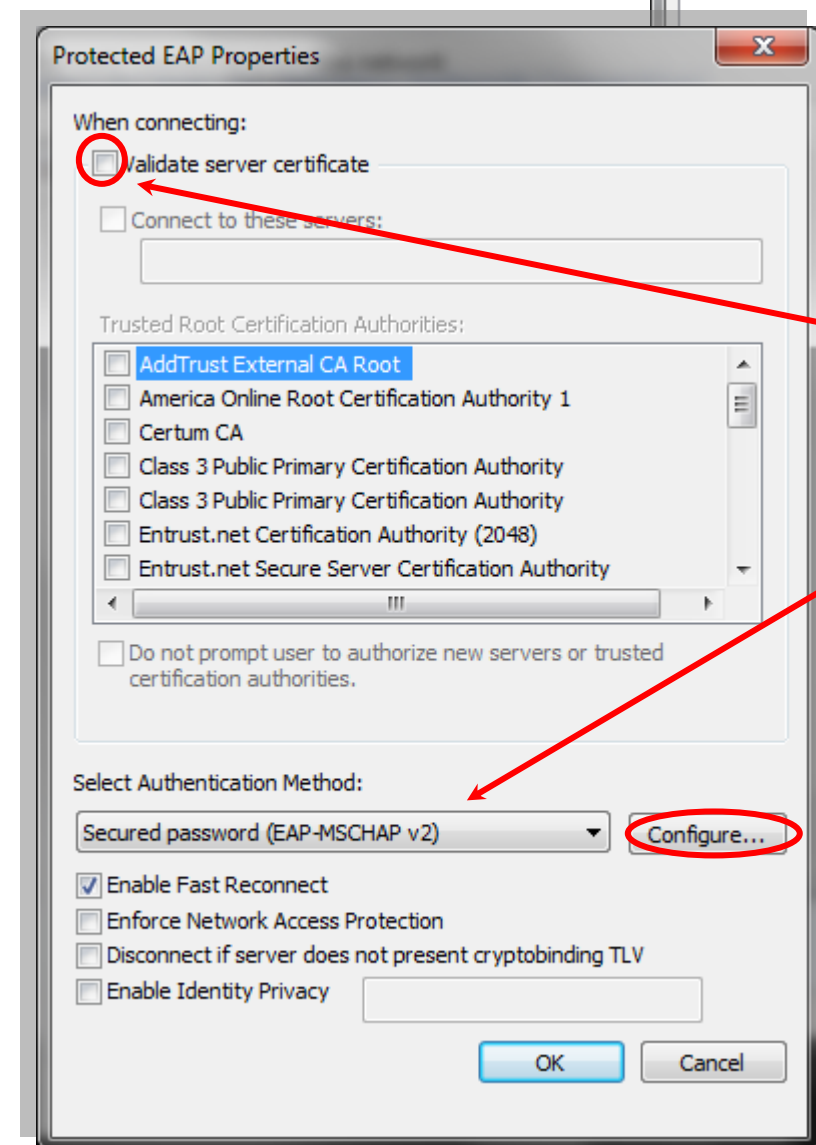 Protected EAP Properties
When connecting:
Validate server certificate
Connect to these servers:
Trusted Root Certification Authorities:
AddTrust External CA Root
America Online Root Certification Authority 1
Certum CA
Class 3 Public Primary Certification Authority
Class 3 Public Primary Certification Authority
Entrust.net Certification Authority (2048)
Entrust.net Secure Server Certification Authority
Do not prompt user to authorize new servers or trusted
certification authorities.
Select Authentication Method:
Secured password (EAP-MSCHAP v2) Configure...
Enable Fast Reconnect
Enforce Network Access Protection
Disconnect if server does not present cryptobinding TLV
Enable Identity Privacy
OK Cancel